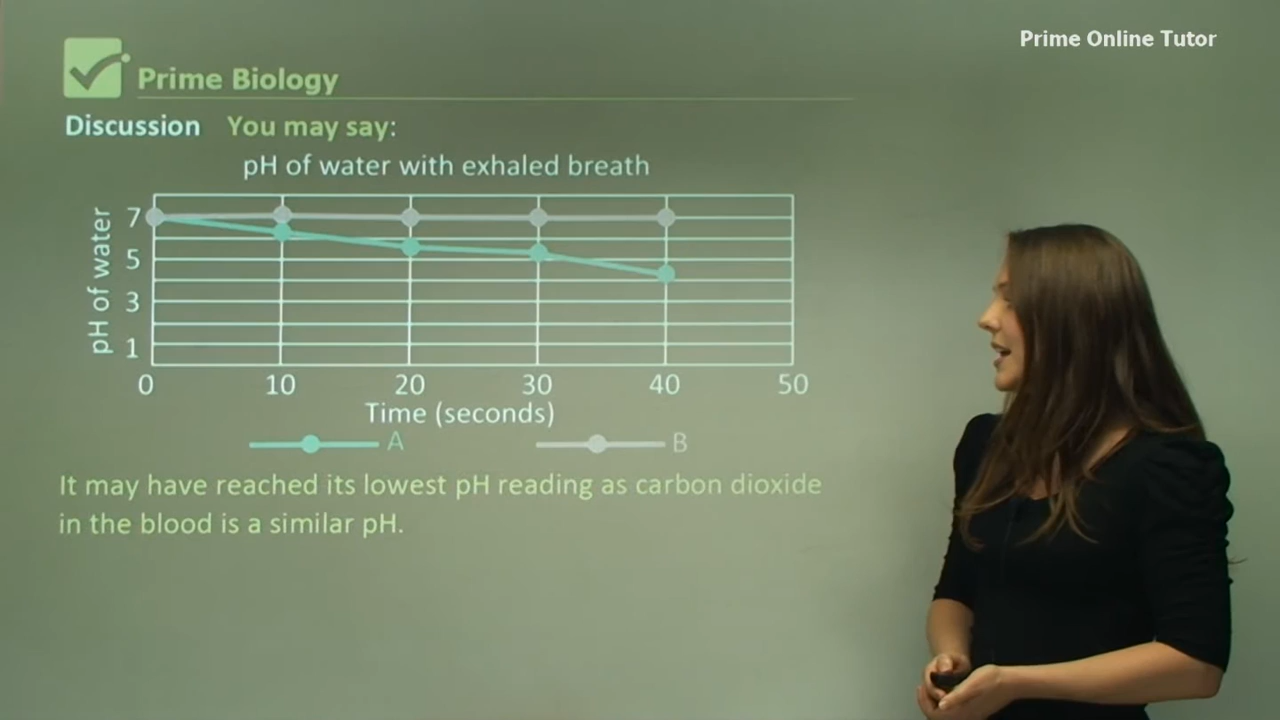 Prime Online Tutor
Prime Biology
Discussion You may say:
pH of water with exhaled breath
pH of water
7
5
3
1
0 10 20 30 40 50
Time (seconds)
A B
It may have reached its lowest pH reading as carbon dioxide
in the blood is a similar pH.